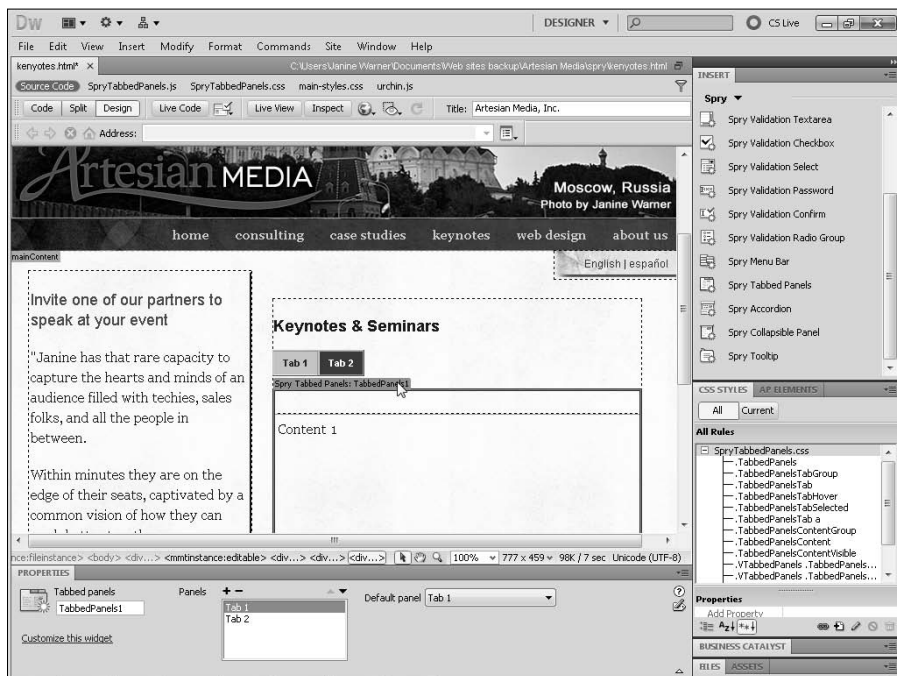 Dw
DESIGNER
CS Live
File Edit View Insert Modify Format Commands Site Window Help
kenyotes.html*
C:\Users\Janine Warner\Documents\Web sites backup\Artesian Media\spry\kenyotes.html
Source Code SpryTabbedPanels.js SpryTabbedPanels.css main-styles.css urchin.js
Code Split Design Live Code Live View Inspect Title: Artesian Media, Inc.
Address:
Artesian MEDIA
Moscow, Russia
Photo by Janine Warner
home consulting case studies keynotes web design about us
mainContent
English | español
Invite one of our partners to
speak at your event
"Janine has that rare capacity to
capture the hearts and minds of an
audience filled with techies, sales
folks, and all the people in
between.
Within minutes they are on the
edge of their seats, captivated by a
common vision of how they can
Keynotes & Seminars
Tab 1 Tab 2
Spry Tabbed Panels: TabbedPanels1
Content 1
nce:fileinstance> <body> <div...> <mmtinstance:editable> <div...> <div...> <div...> 100% 777 x 459 98K / 7 sec Unicode (UTF-8)
PROPERTIES
Tabbed panels
TabbedPanels1
Customize this widget
Panels
Tab 1
Tab 2
Default panel Tab 1
INSERT
Spry
Spry Validation Textarea
Spry Validation Checkbox
Spry Validation Select
Spry Validation Password
Spry Validation Confirm
Spry Validation Radio Group
Spry Menu Bar
Spry Tabbed Panels
Spry Accordion
Spry Collapsible Panel
Spry Tooltip
CSS STYLES AP ELEMENTS
All Current
All Rules
SpryTabbedPanels.css
.TabbedPanels
.TabbedPanelsTabGroup
.TabbedPanelsTab
.TabbedPanelsTabHover
.TabbedPanelsTabSelected
.TabbedPanelsTab a
.TabbedPanelsContentGroup
.TabbedPanelsContent
.TabbedPanelsContentVisible
.VTabbedPanels .TabbedPanels...
.VTabbedPanels .TabbedPanels...
Properties
Add Property
BUSINESS CATALYST
FILES ASSETS